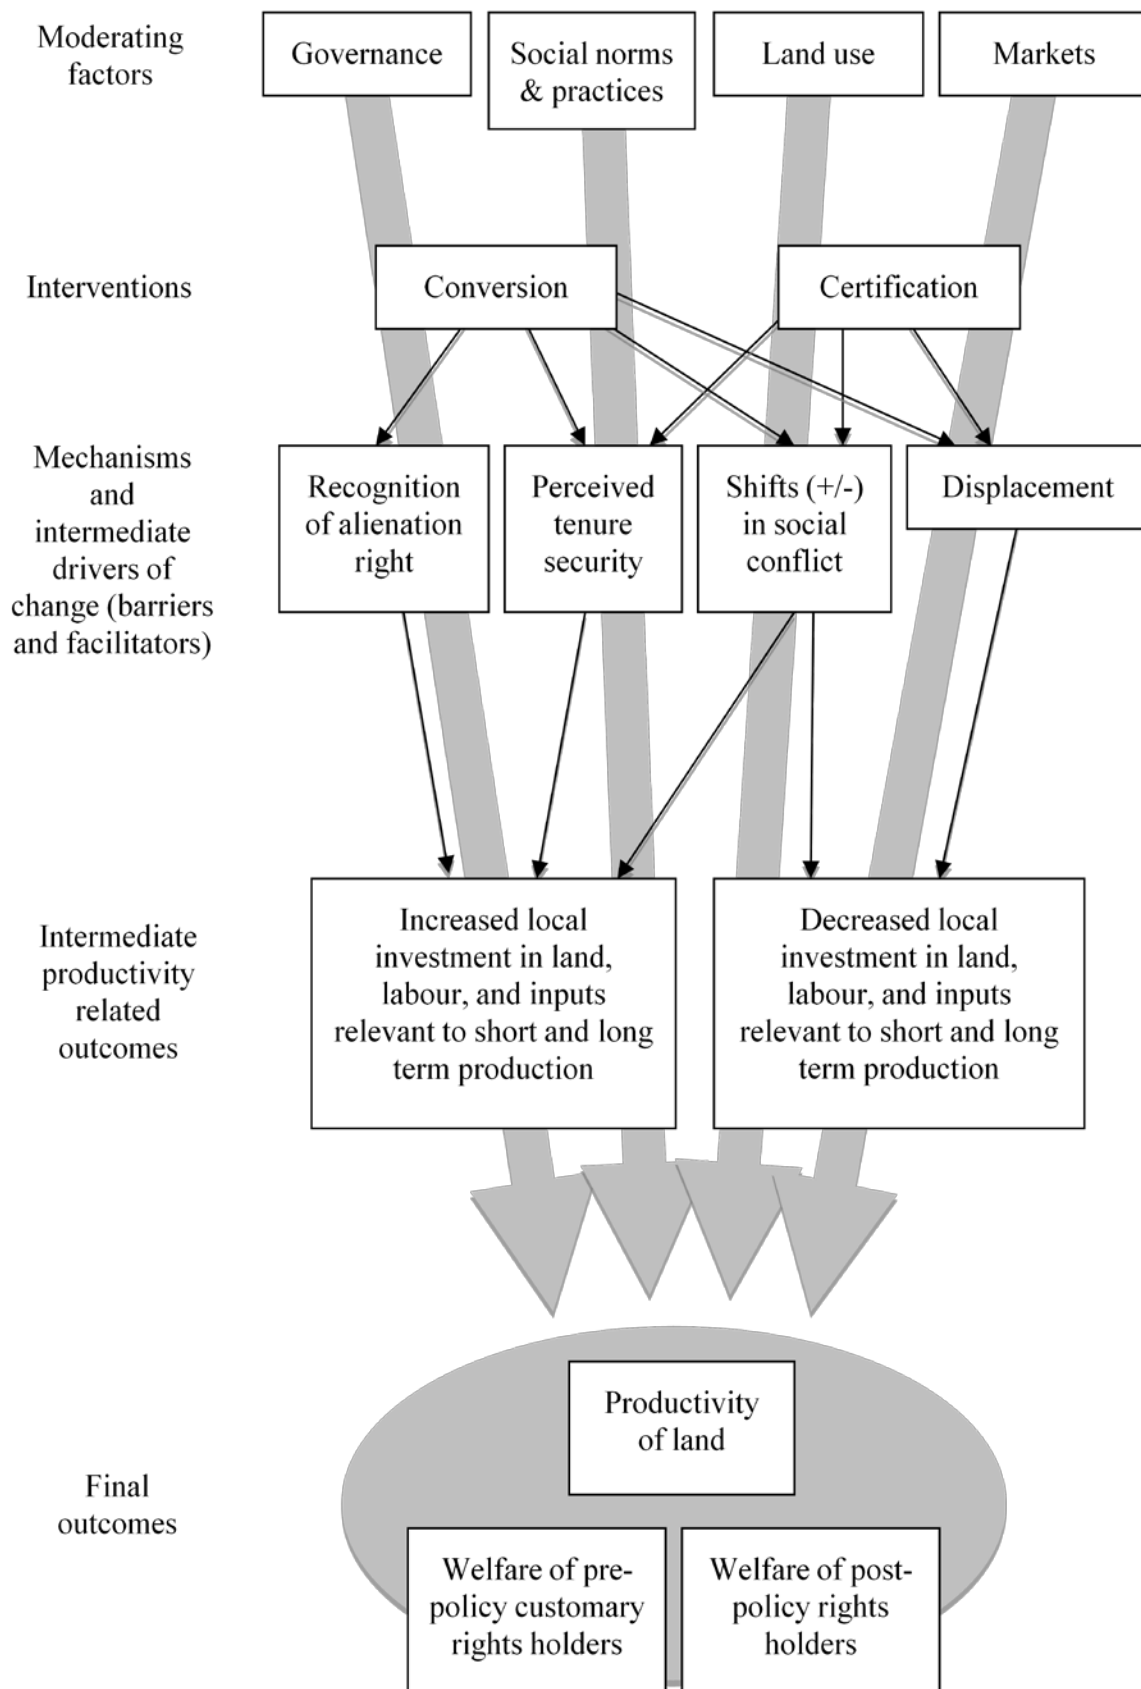 Moderating
factors
Governance
Social norms
& practices
Land use
Markets
Interventions
Conversion
Certification
Mechanisms
and
intermediate
drivers of
change (barriers
and facilitators)
Recognition
of alienation
right
Perceived
tenure
security
Shifts (+/-)
in social
conflict
Displacement
Intermediate
productivity
related
outcomes
Increased local
investment in land,
labour, and inputs
relevant to short and long
term production
Decreased local
investment in land,
labour, and inputs
relevant to short and long
term production
Final
outcomes
Productivity
of land
Welfare of pre-
policy customary
rights holders
Welfare of post-
policy rights
holders